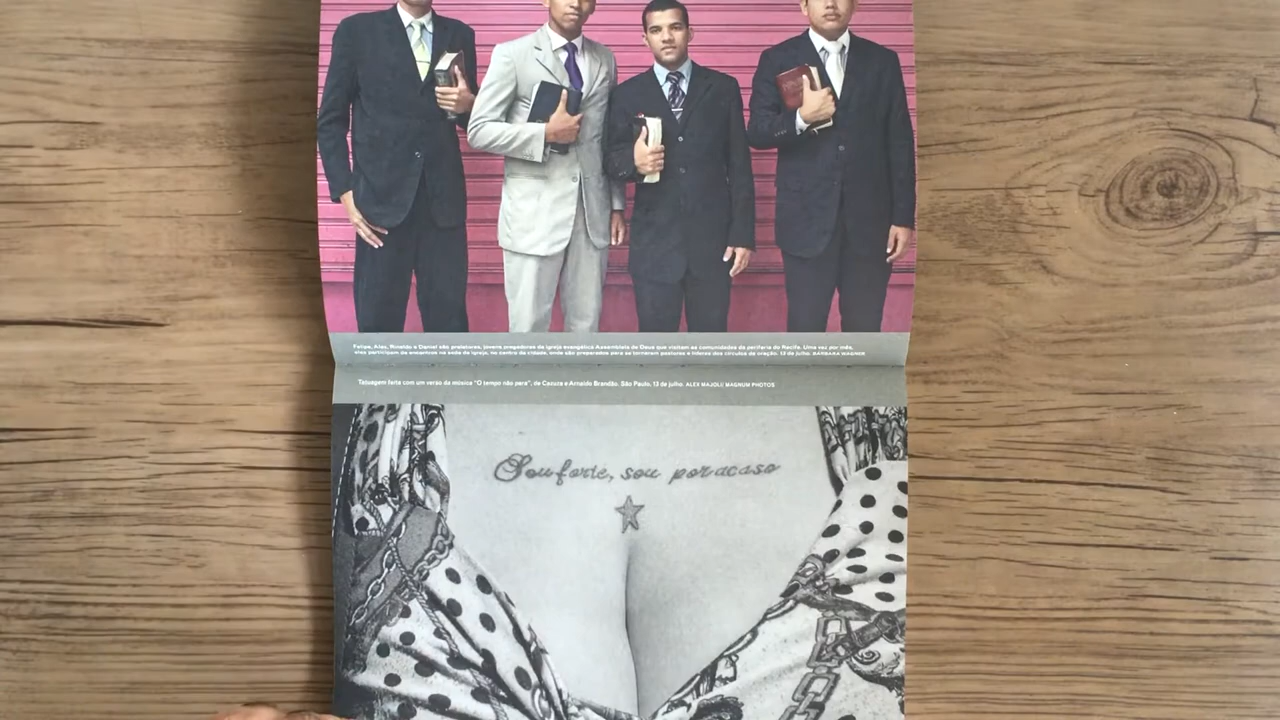 Felipe, Alex, Rinaldo e Daniel são preletores, jovens pregadores da igreja evangélica Assembleia de Deus que visitam as comunidades da periferia do Recife. Uma vez por mês,
eles participam de encontros na sede da igreja, no centro da cidade, onde são preparados para se tornarem pastores e líderes dos círculos de oração. 13 de julho. BÁRBARA WAGNER
Tatuagem feita com um verso da música "O tempo não para", de Cazuza e Arnaldo Brandão. São Paulo, 13 de julho. ALEX MAJOLI/ MAGNUM PHOTOS
Sou forte, sou por acaso